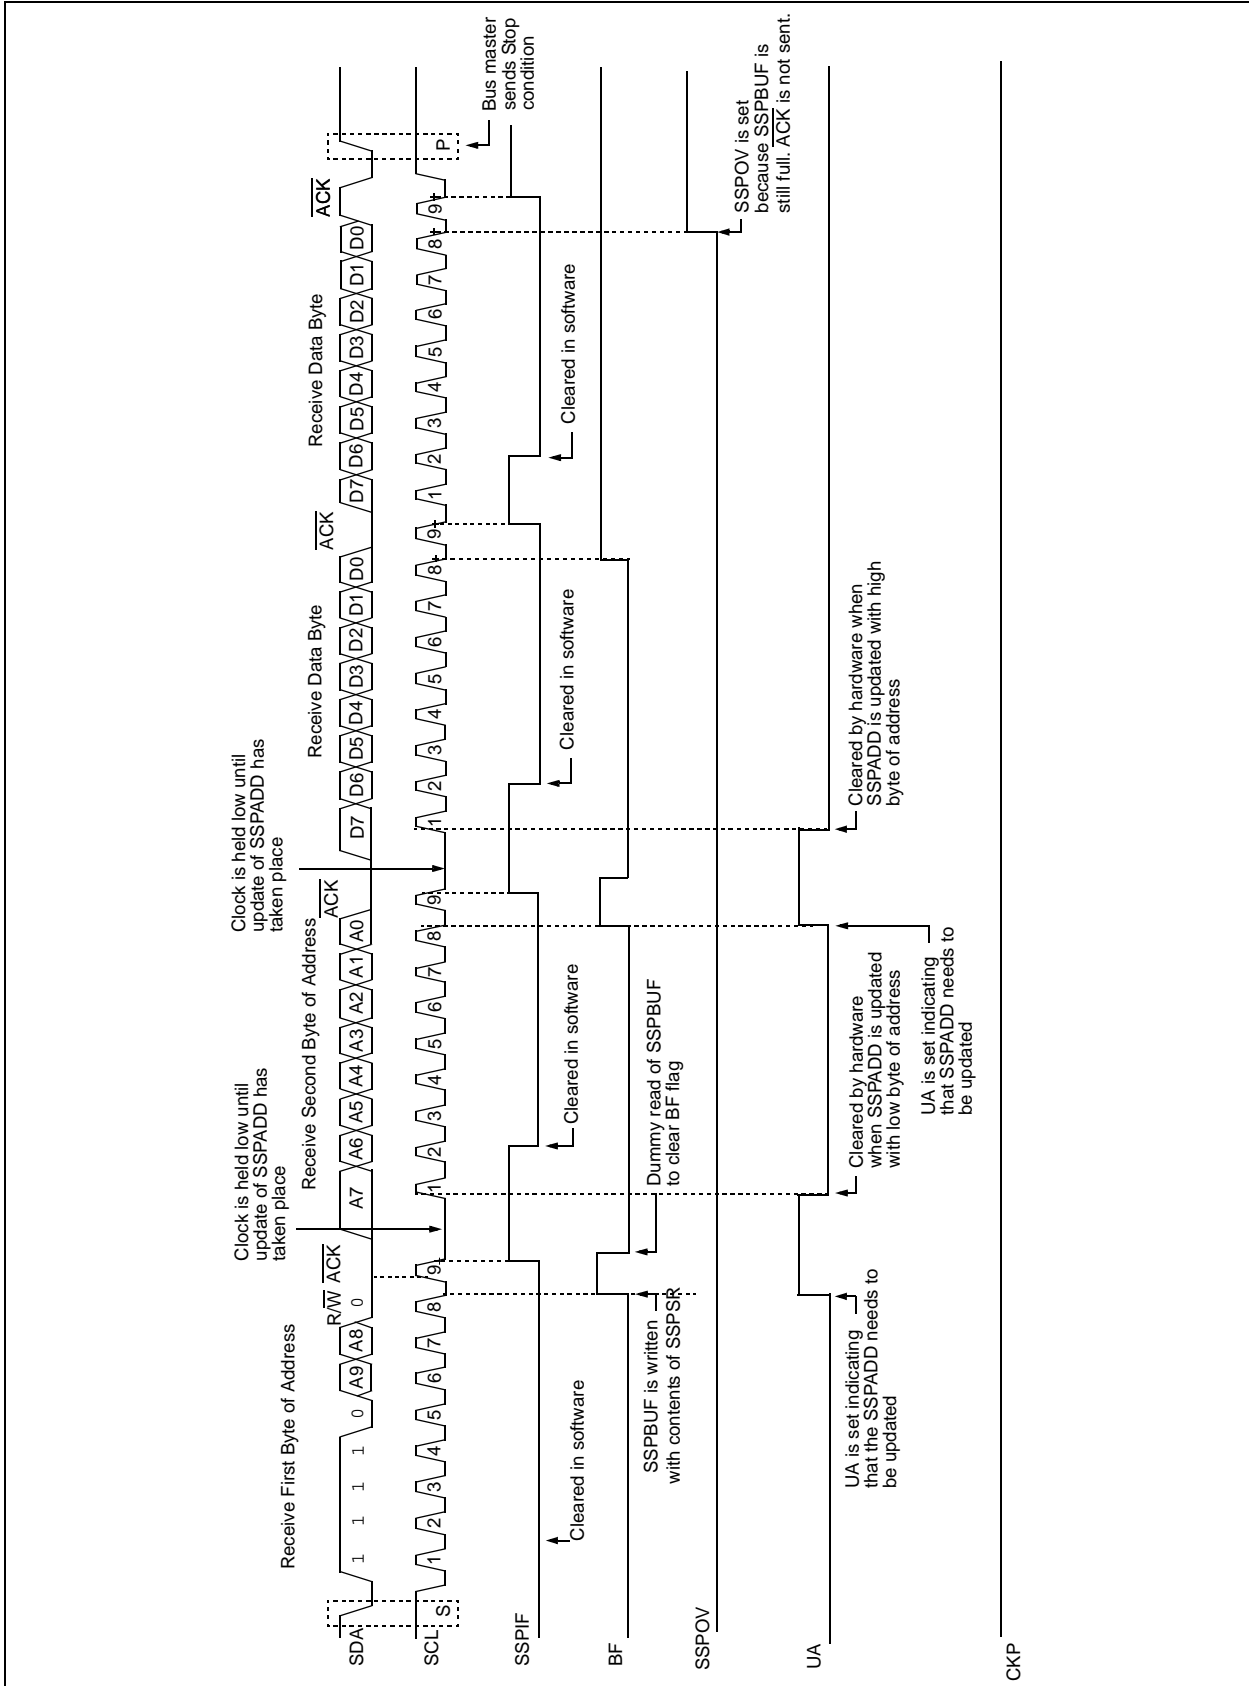 Receive First Byte of Address
R/W ACK
Clock is held low until
update of SSPADD has
taken place
Receive Second Byte of Address
ACK
Clock is held low until
update of SSPADD has
taken place
Receive Data Byte
ACK
Receive Data Byte
ACK
SDA
1 1 1 1 0 A9 A8 0 A7 A6 A5 A4 A3 A2 A1 A0 D7 D6 D5 D4 D3 D2 D1 D0 D7 D6 D5 D4 D3 D2 D1 D0
SCL
S 1 2 3 4 5 6 7 8 9 1 2 3 4 5 6 7 8 9 1 2 3 4 5 6 7 8 9 1 2 3 4 5 6 7 8 9 P
Bus master
sends Stop
condition
SSPIF
Cleared in software
Cleared in software
Cleared in software
Cleared in software
BF
SSPBUF is written
with contents of SSPSR
Dummy read of SSPBUF
to clear BF flag
SSPOV
SSPOV is set
because SSPBUF is
still full. ACK is not sent.
UA
UA is set indicating
that the SSPADD needs to
be updated
Cleared by hardware
when SSPADD is updated
with low byte of address
UA is set indicating
that SSPADD needs to
be updated
Cleared by hardware when
SSPADD is updated with high
byte of address
CKP